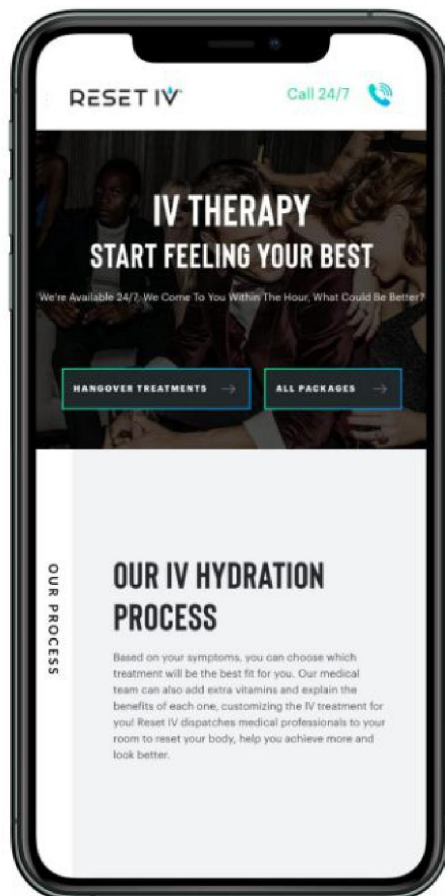 RESET IV
Call 24/7
IV THERAPY
START FEELING YOUR BEST
We're Available 24/7, We Come To You Within The Hour, What Could Be Better?
HANGOVER TREATMENTS
ALL PACKAGES
OUR PROCESS
OUR IV HYDRATION
PROCESS
Based on your symptoms, you can choose which
treatment will be the best fit for you. Our medical
team can also add extra vitamins and explain the
benefits of each one, customizing the IV treatment for
you! Reset IV dispatches medical professionals to your
room to reset your body, help you achieve more and
look better.